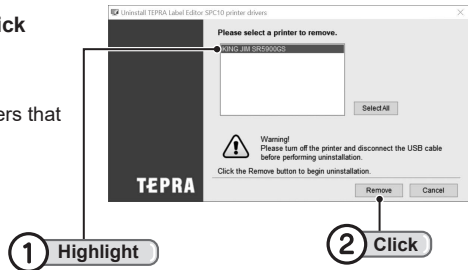 ick
ers that
Uninstall TEPRA Label Editor SPC10 printer drivers
Please select a printer to remove.
KING JIM SR5900GS
Select All
Warning!
Please turn off the printer and disconnect the USB cable
before performing uninstallation.
Click the Remove button to begin uninstallation.
TEPRA
Remove Cancel
1 Highlight
2 Click